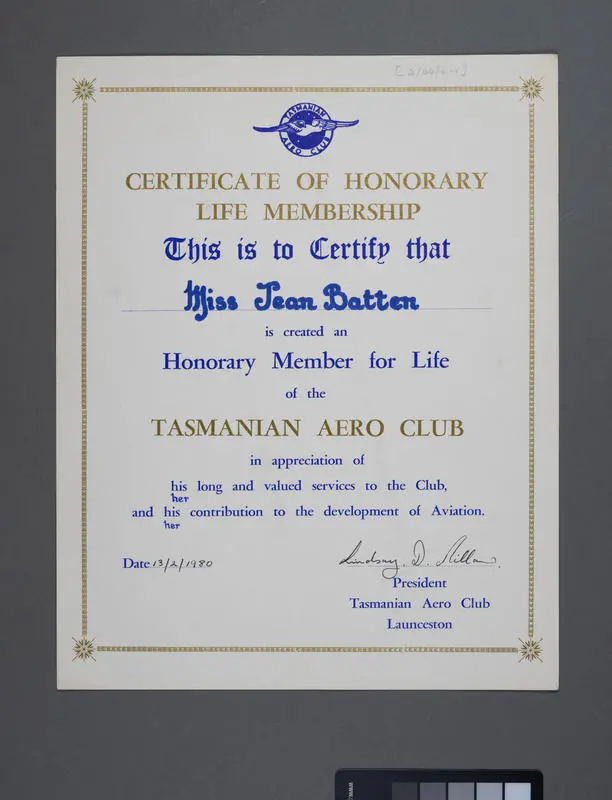 TASMANIAN
AERO CLUB
CERTIFICATE OF HONORARY
LIFE MEMBERSHIP
This is to Certify that
Miss Jean Batten
is created an
Honorary Member for Life
of the
TASMANIAN AERO CLUB
in appreciation of
his long and valued services to the Club,
her
and his contribution to the development of Aviation.
her
Date 13/2/1980
Lindsay. D.
President
Tasmanian Aero Club
Launceston
www.